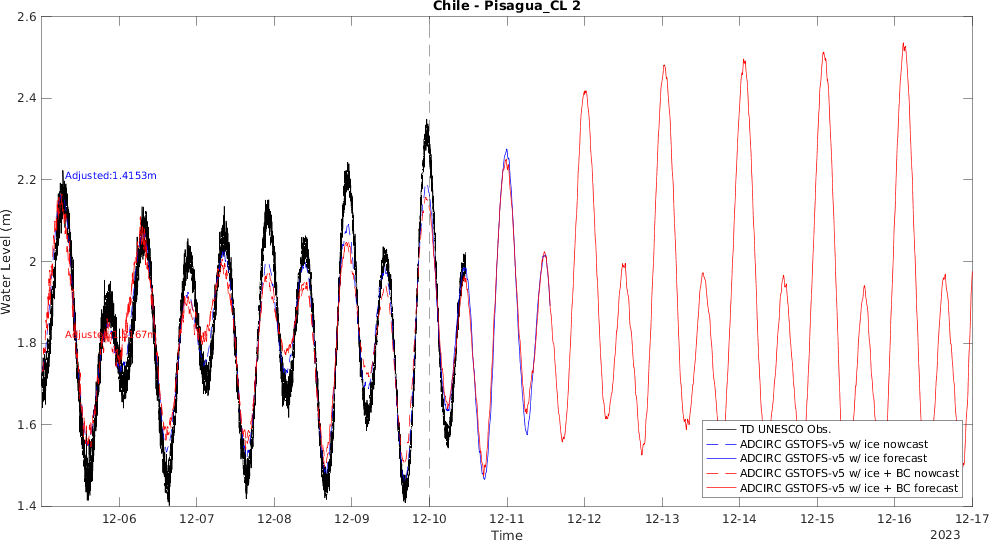 Chile - Pisagua_CL 2
2.6
2.4
2.2
2
1.8
1.6
1.4
Water Level (m)
Adjusted:1.4153m
12-06
12-07
12-08
12-09
12-10
12-11
12-12
12-13
12-14
12-15
12-16
12-17
Time
2023
TD UNESCO Obs.
ADCIRC GSTOFS-v5 w/ ice nowcast
ADCIRC GSTOFS-v5 w/ ice forecast
ADCIRC GSTOFS-v5 w/ ice + BC nowcast
ADCIRC GSTOFS-v5 w/ ice + BC forecast